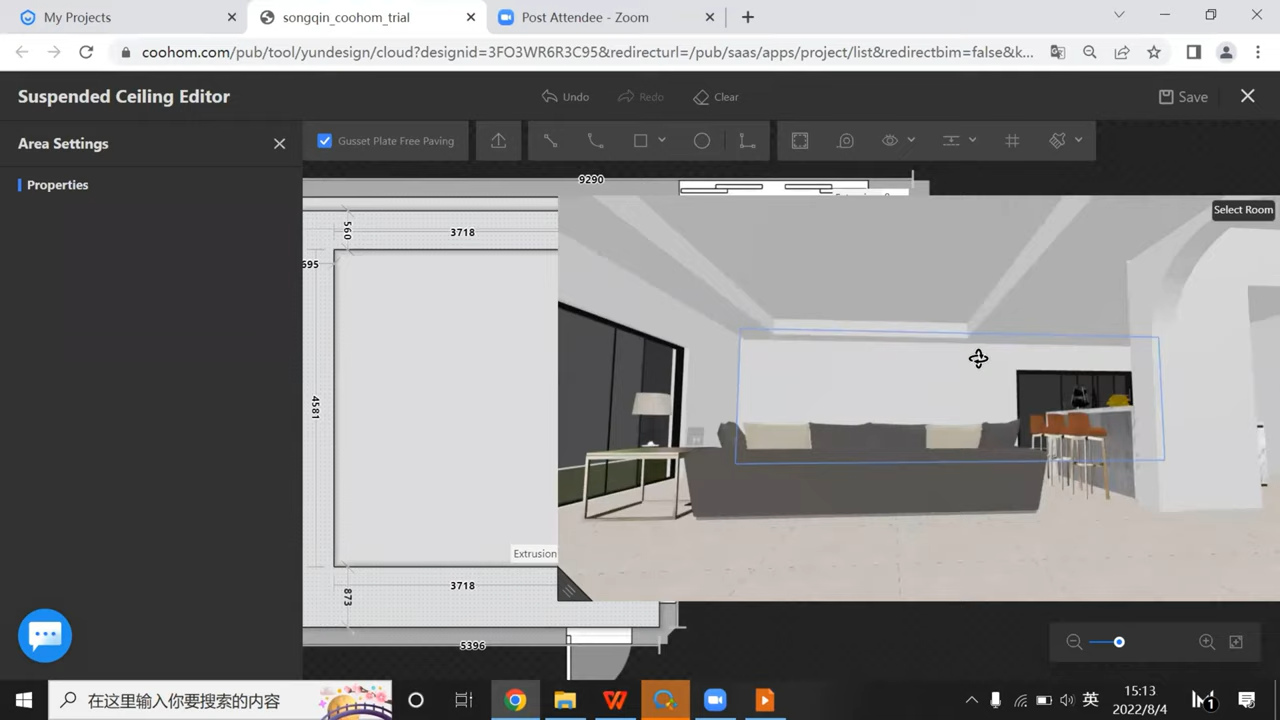 My Projects
songqin_coohom_trial
Post Attendee - Zoom
coohom.com/pub/tool/yundesign/cloud?designid=3FO3WR6R3C95&redirecturl=/pub/saas/apps/project/list&redirectbim=false&k...
Suspended Ceiling Editor
Undo
Redo
Clear
Save
Area Settings
Gusset Plate Free Paving
Properties
9290
Select Room
560
3718
695
4581
Extrusion
3718
873
5396
在这里输入你要搜索的内容
英
15:13
2022/8/4
1